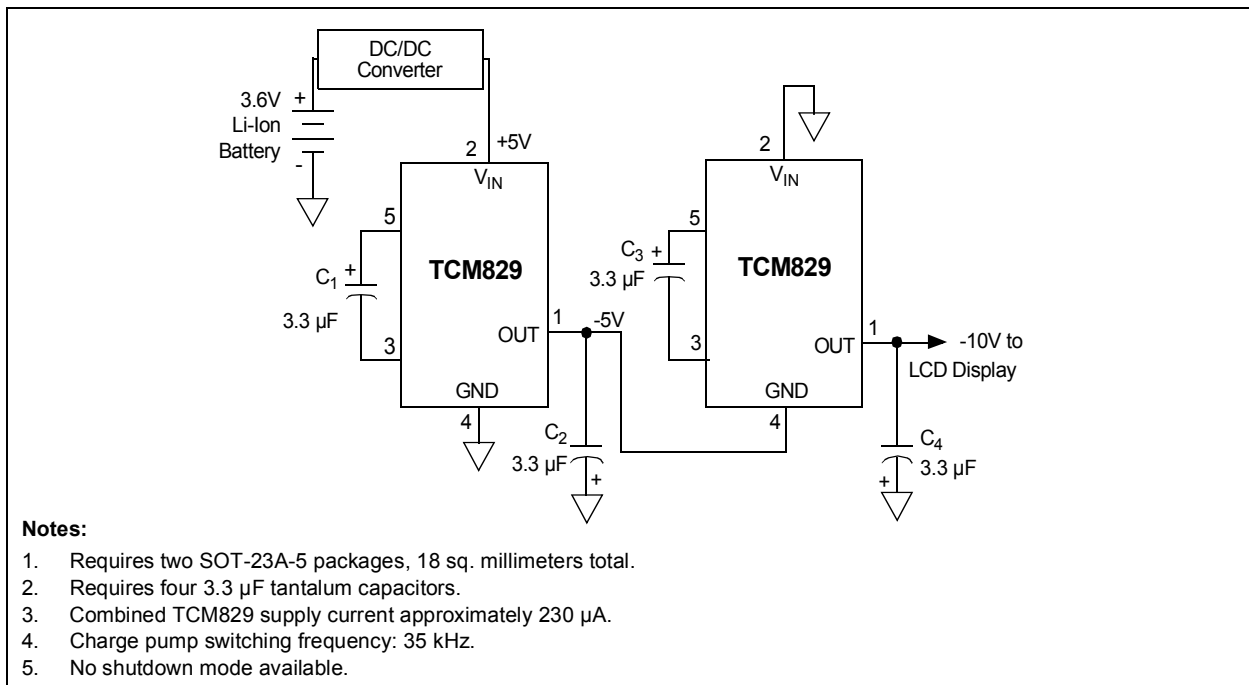 DC/DC
Converter
3.6V
Li-Ion
Battery
+
-
2
+5V
VIN
5
TCM829
C1
+
3.3 µF
3
1
-5V
OUT
GND
4
C2
3.3 µF
+
2
VIN
5
C3
+
3.3 µF
TCM829
3
1
OUT
-10V to
LCD Display
GND
4
C4
3.3 µF
+
Notes:
1. Requires two SOT-23A-5 packages, 18 sq. millimeters total.
2. Requires four 3.3 µF tantalum capacitors.
3. Combined TCM829 supply current approximately 230 µA.
4. Charge pump switching frequency: 35 kHz.
5. No shutdown mode available.